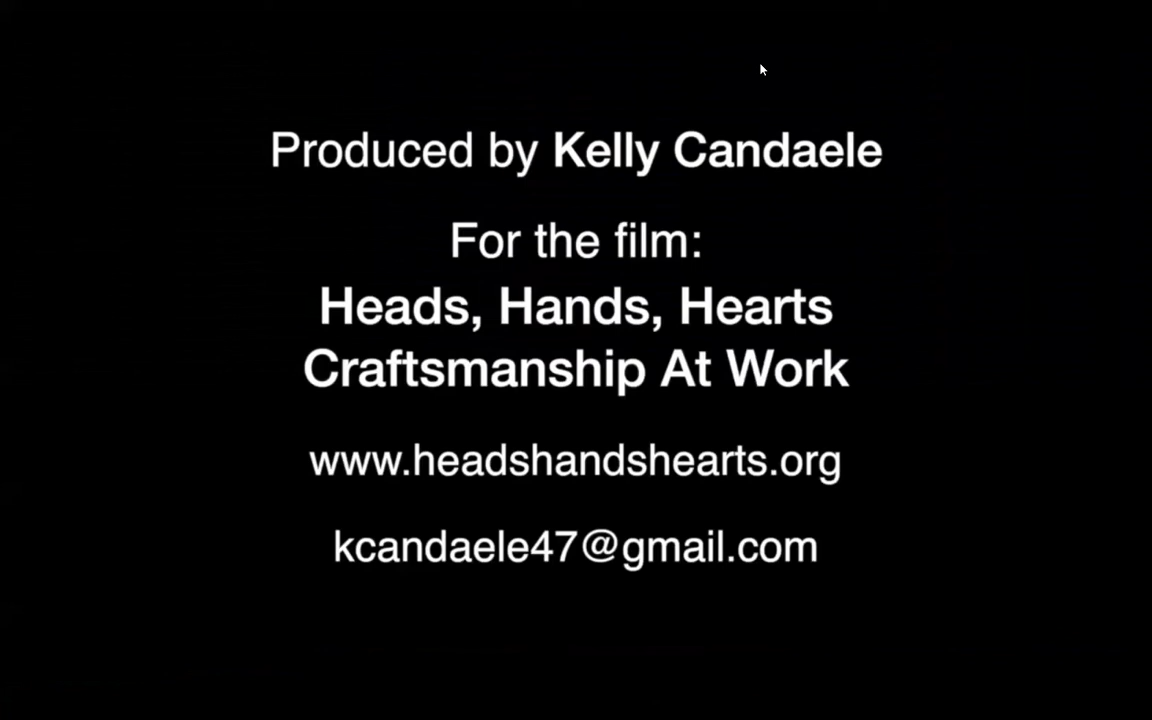 Produced by Kelly Candaele
For the film:
Heads, Hands, Hearts
Craftsmanship At Work
www.headshandshearts.org
kcandaele47@gmail.com